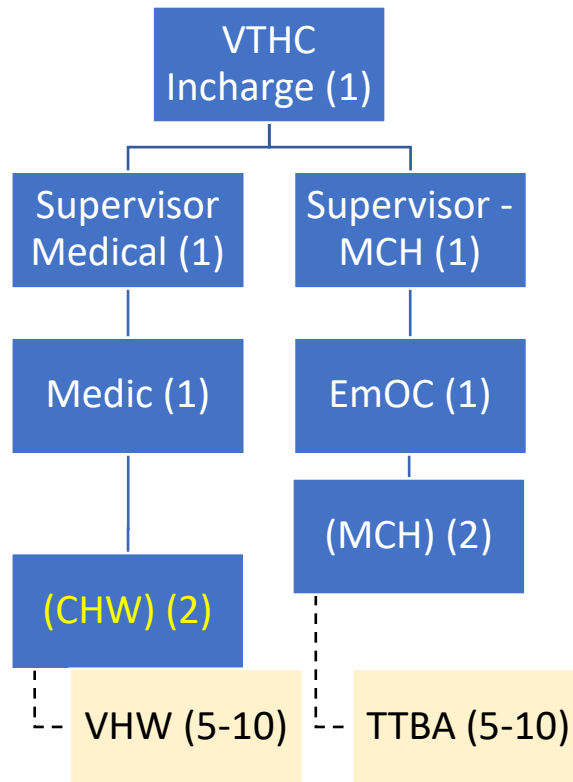 VTHC
Incharge (1)
Supervisor
Medical (1)
Supervisor -
MCH (1)
Medic (1)
EmOC (1)
(MCH) (2)
(CHW) (2)
VHW (5-10)
TTBA (5-10)